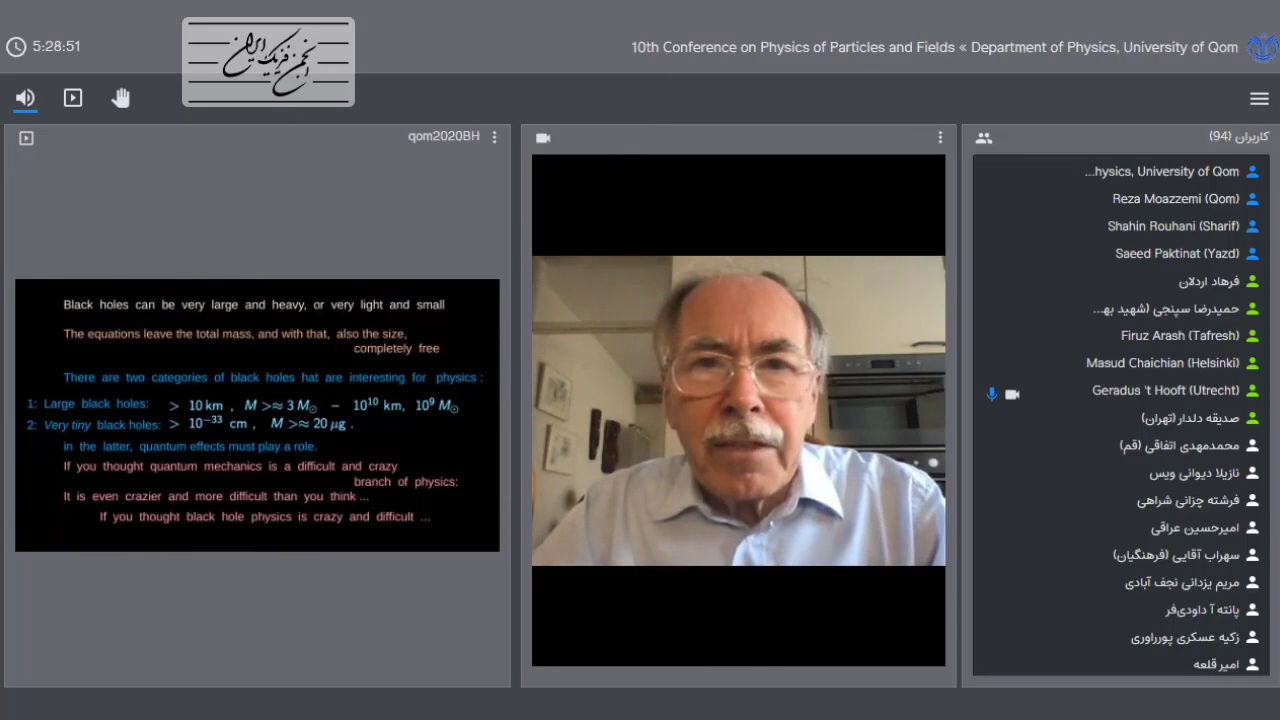 5:28:51
انجمن فیزیک ایران
10th Conference on Physics of Particles and Fields « Department of Physics, University of Qom
qom2020BH
Black holes can be very large and heavy, or very light and small
The equations leave the total mass, and with that, also the size,
completely free
There are two categories of black holes hat are interesting for physics :
1: Large black holes: > 10 km , M >≈ 3 M⊙ − 10¹⁰ km, 10⁹ M⊙
2: Very tiny black holes: > 10⁻³³ cm , M >≈ 20 μg .
in the latter, quantum effects must play a role.
If you thought quantum mechanics is a difficult and crazy
branch of physics:
It is even crazier and more difficult than you think ...
If you thought black hole physics is crazy and difficult ...
کاربران (94)
...hysics, University of Qom
Reza Moazzemi (Qom)
Shahin Rouhani (Sharif)
Saeed Paktinat (Yazd)
فرهاد اردلان
حمیدرضا سپنجی (شهید بهـ...
Firuz Arash (Tafresh)
Masud Chaichian (Helsinki)
Geradus 't Hooft (Utrecht)
صدیقه دلدار (تهران)
محمدمهدی اتفاقی (قم)
نازیلا دیوانی ویس
فرشته چزانی شراهی
امیرحسین عراقی
سهراب آقایی (فرهنگیان)
مریم یزدانی نجف آبادی
پانته آ داودی‌فر
زکیه عسکری پورراوری
امیر قلعه